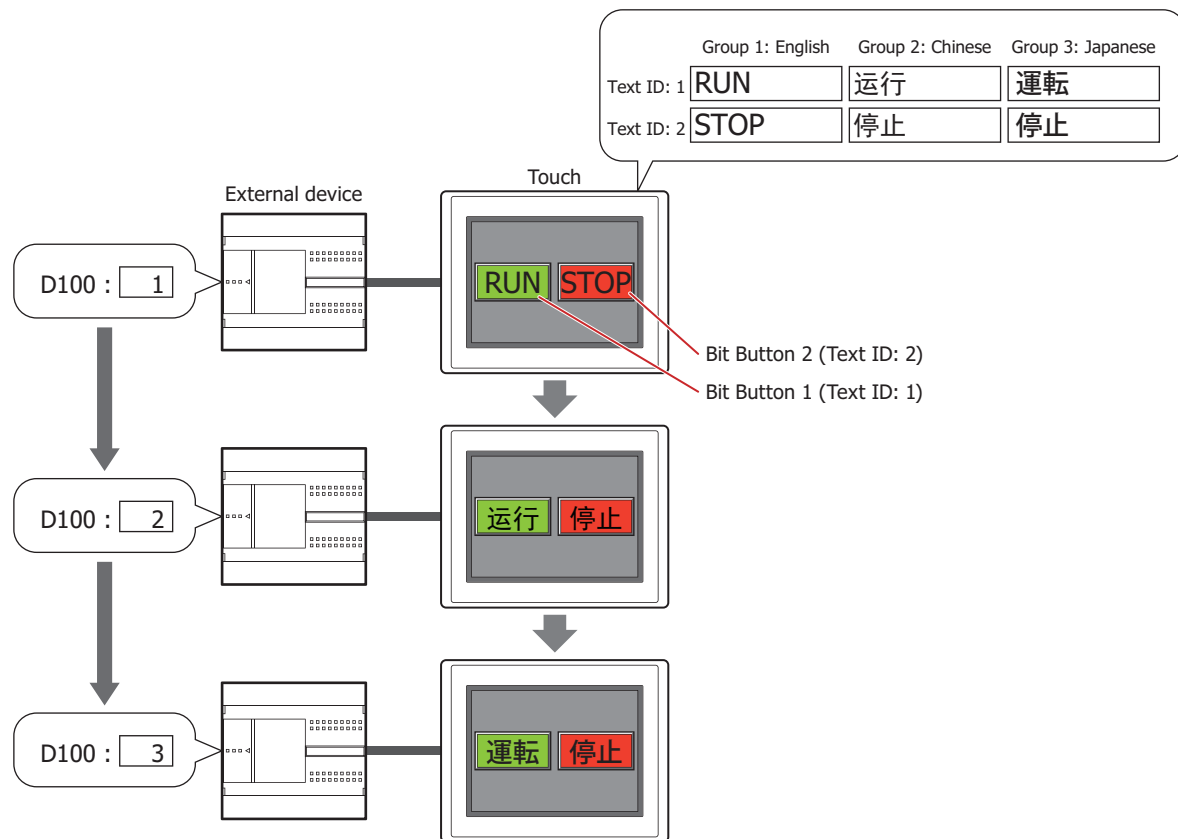 Group 1: English Group 2: Chinese Group 3: Japanese
Text ID: 1 RUN 运行 運転
Text ID: 2 STOP 停止 停止
Touch
External device
D100 : 1
RUN STOP
Bit Button 2 (Text ID: 2)
Bit Button 1 (Text ID: 1)
D100 : 2
运行 停止
D100 : 3
運転 停止